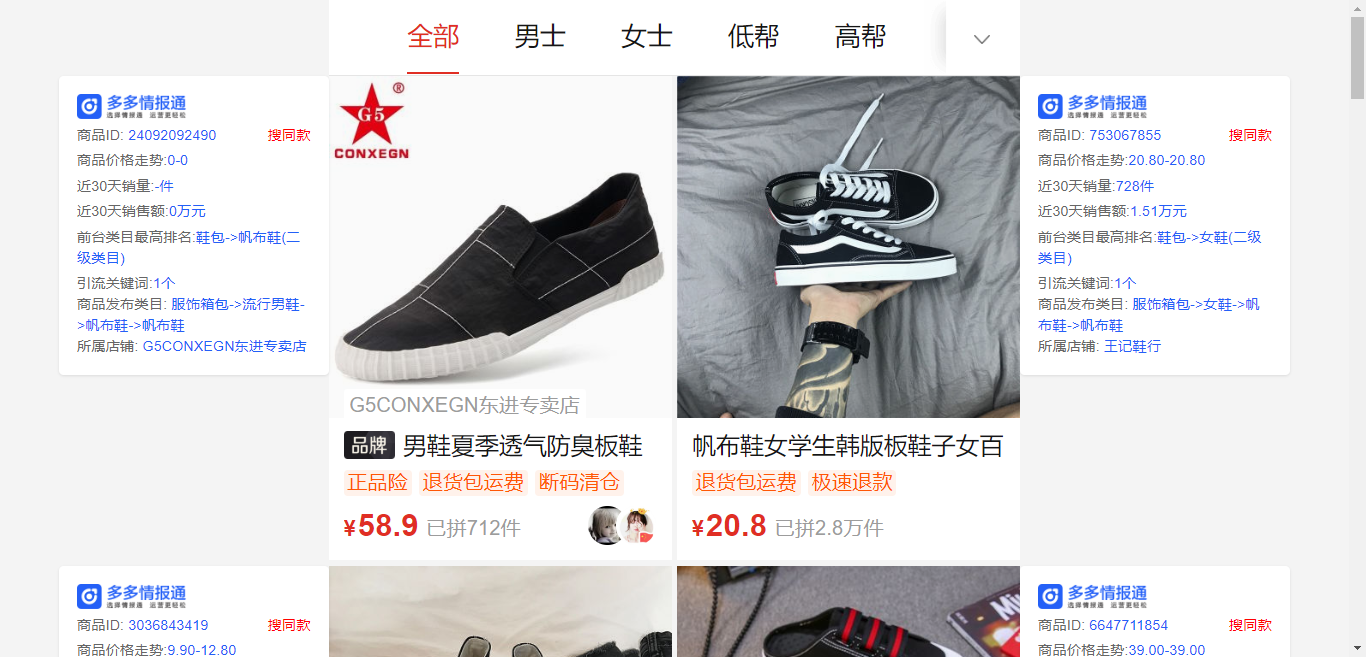 全部 男士 女士 低帮 高帮
多多情报通
选择情报通 运营更轻松
商品ID: 24092092490 搜同款
商品价格走势:0-0
近30天销量:-件
近30天销售额:0万元
前台类目最高排名:鞋包->帆布鞋(二
级类目)
引流关键词:1个
商品发布类目: 服饰箱包->流行男鞋-
>帆布鞋->帆布鞋
所属店铺: G5CONXEGN东进专卖店
G5
®
CONXEGN
G5CONXEGN东进专卖店
品牌 男鞋夏季透气防臭板鞋
正品险 退货包运费 断码清仓
¥58.9 已拼712件
帆布鞋女学生韩版板鞋子女百
退货包运费 极速退款
¥20.8 已拼2.8万件
多多情报通
选择情报通 运营更轻松
商品ID: 753067855 搜同款
商品价格走势:20.80-20.80
近30天销量:728件
近30天销售额:1.51万元
前台类目最高排名:鞋包->女鞋(二级
类目)
引流关键词:1个
商品发布类目: 服饰箱包->女鞋->帆
布鞋->帆布鞋
所属店铺: 王记鞋行
多多情报通
选择情报通 运营更轻松
商品ID: 3036843419 搜同款
商品价格走势:9.90-12.80
多多情报通
选择情报通 运营更轻松
商品ID: 6647711854 搜同款
商品价格走势:39.00-39.00